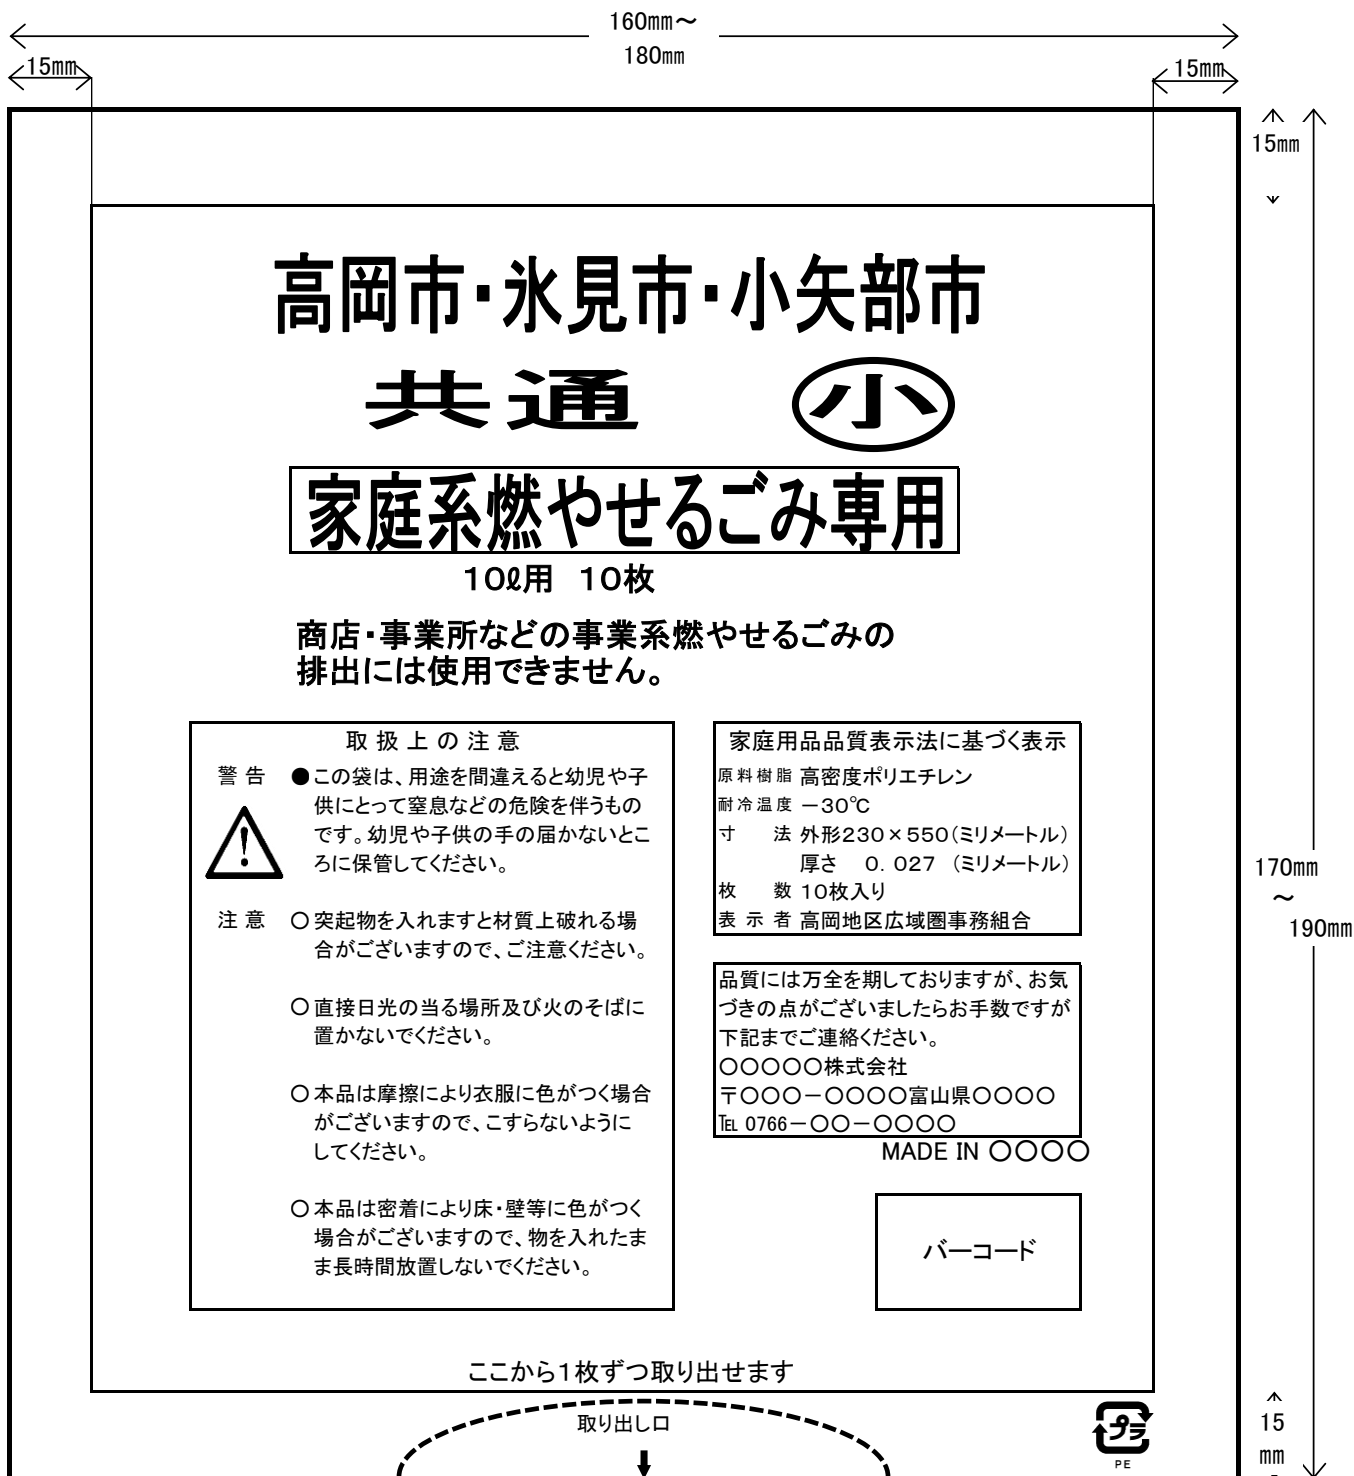 160㎜～
180㎜
15㎜
15㎜
15㎜
高岡市・氷見市・小矢部市
共通 小
家庭系燃やせるごみ専用
10ℓ用 10枚
商店・事業所などの事業系燃やせるごみの
排出には使用できません。
取扱上の注意
警告 ●この袋は、用途を間違えると幼児や子
供にとって窒息などの危険を伴うもの
です。幼児や子供の手の届かないとこ
ろに保管してください。
注意 ○突起物を入れますと材質上破れる場
合がございますので、ご注意ください。
○直接日光の当る場所及び火のそばに
置かないでください。
○本品は摩擦により衣服に色がつく場合
がございますので、こすらないように
してください。
○本品は密着により床・壁等に色がつく
場合がございますので、物を入れたま
ま長時間放置しないでください。
家庭用品品質表示法に基づく表示
原料樹脂 高密度ポリエチレン
耐冷温度 －30℃
寸 法 外形230×550（ミリメートル）
厚さ 0．027 （ミリメートル）
枚 数 10枚入り
表示者 高岡地区広域圏事務組合
品質には万全を期しておりますが、お気
づきの点がございましたらお手数ですが
下記までご連絡ください。
○○○○○株式会社
〒○○○－○○○○富山県○○○○
℡ 0766－○○－○○○○
MADE IN ○○○○
バーコード
170㎜
～
190㎜
ここから1枚ずつ取り出せます
取り出し口
プラ
PE
15
㎜